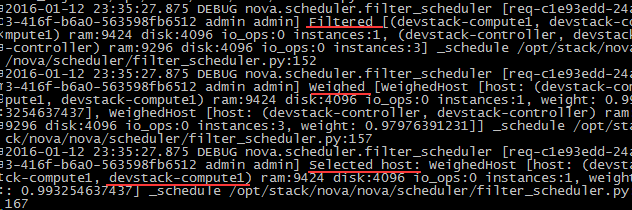 2016-01-12 23:35:27.875 DEBUG nova.scheduler.filter_scheduler [req-c1e93edd-24a
3-416f-b6a0-563598fb6512 admin admin] Filtered [(devstack-compute1, devstack-c
mpute1) ram:9424 disk:4096 io_ops:0 instances:1, (devstack-controller, devstack
-controller) ram:9296 disk:4096 io_ops:0 instances:3] _schedule /opt/stack/nova
/nova/scheduler/filter_scheduler.py:152
2016-01-12 23:35:27.875 DEBUG nova.scheduler.filter_scheduler [req-c1e93edd-24a
3-416f-b6a0-563598fb6512 admin admin] Weighed [WeighedHost [host: (devstack-com
pute1, devstack-compute1) ram:9424 disk:4096 io_ops:0 instances:1, weight: 0.99
3254637437], WeighedHost [host: (devstack-controller, devstack-controller) ram:
9296 disk:4096 io_ops:0 instances:3, weight: 0.97976391231]] _schedule /opt/sta
ck/nova/nova/scheduler/filter_scheduler.py:157
2016-01-12 23:35:27.875 DEBUG nova.scheduler.filter_scheduler [req-c1e93edd-24a
3-416f-b6a0-563598fb6512 admin admin] Selected host: WeighedHost [host: (devsta
ck-compute1, devstack-compute1) ram:9424 disk:4096 io_ops:0 instances:1, weight
: 0.993254637437] _schedule /opt/stack/nova/nova/scheduler/filter_scheduler.py
167